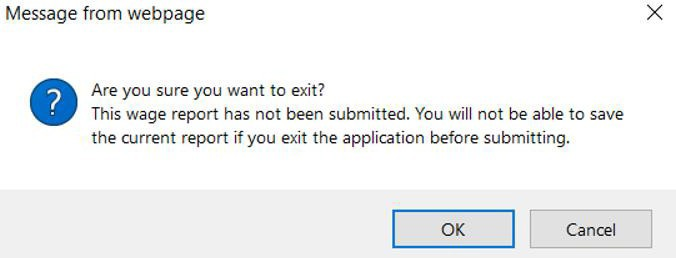 Message from webpage
?
Are you sure you want to exit?
This wage report has not been submitted. You will not be able to save
the current report if you exit the application before submitting.
OK
Cancel